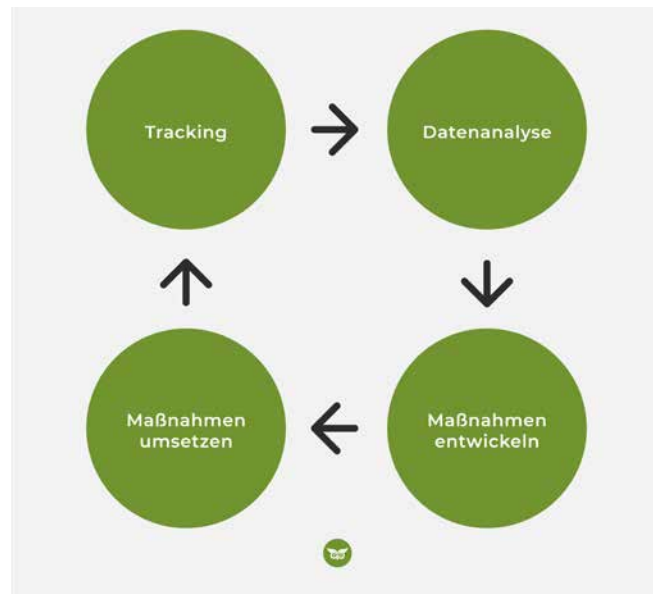 Tracking
Datenanalyse
Maßnahmen
umsetzen
Maßnahmen
entwickeln